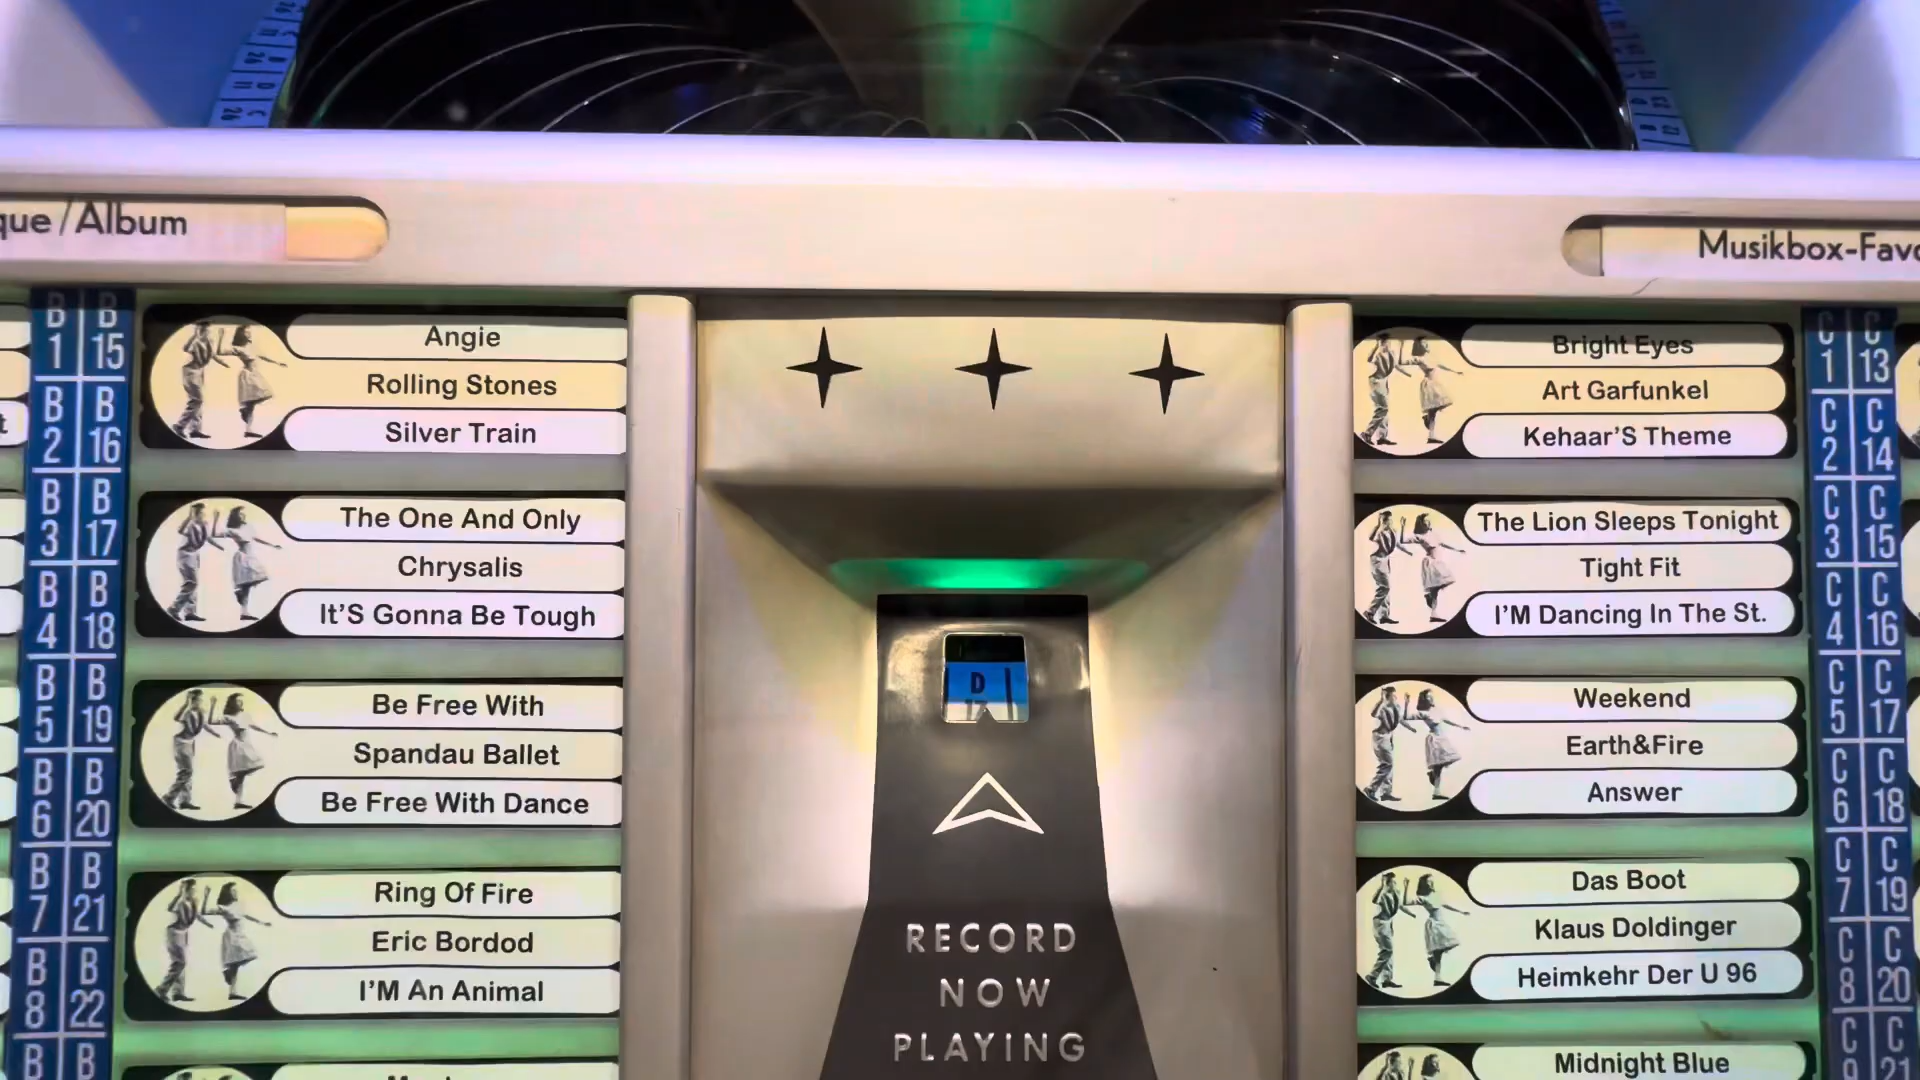 que/Album
Musikbox-Favo
B B
1 15
B B
2 16
B B
3 17
B B
4 18
B B
5 19
B B
6 20
B B
7 21
B B
8 22
B B
Angie
Rolling Stones
Silver Train
The One And Only
Chrysalis
It'S Gonna Be Tough
Be Free With
Spandau Ballet
Be Free With Dance
Ring Of Fire
Eric Bordod
I'M An Animal
D
RECORD
NOW
PLAYING
Bright Eyes
Art Garfunkel
Kehaar'S Theme
The Lion Sleeps Tonight
Tight Fit
I'M Dancing In The St.
Weekend
Earth&Fire
Answer
Das Boot
Klaus Doldinger
Heimkehr Der U 96
Midnight Blue
C C
1 13
C C
2 14
C C
3 15
C C
4 16
C C
5 17
C C
6 18
C C
7 19
C C
8 20
C C
9 21